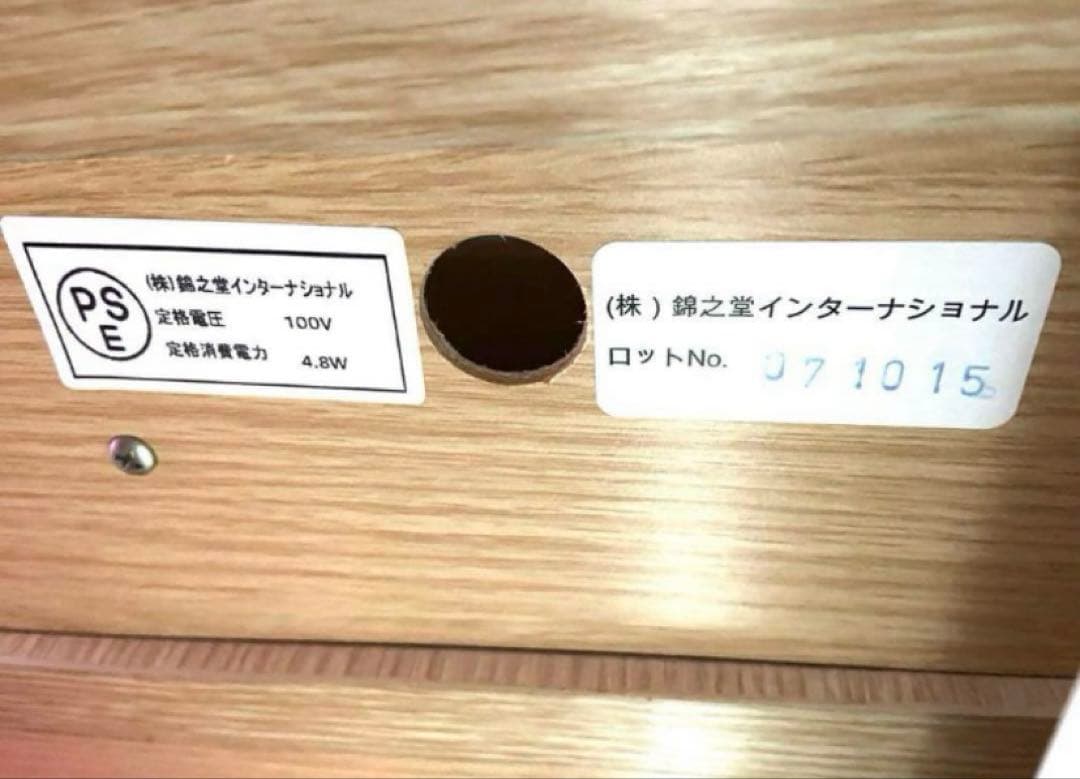 PS
E
(株)錦之堂インターナショナル
定格電圧 100V
定格消費電力 4.8W
(株)錦之堂インターナショナル
ロットNo. 071015